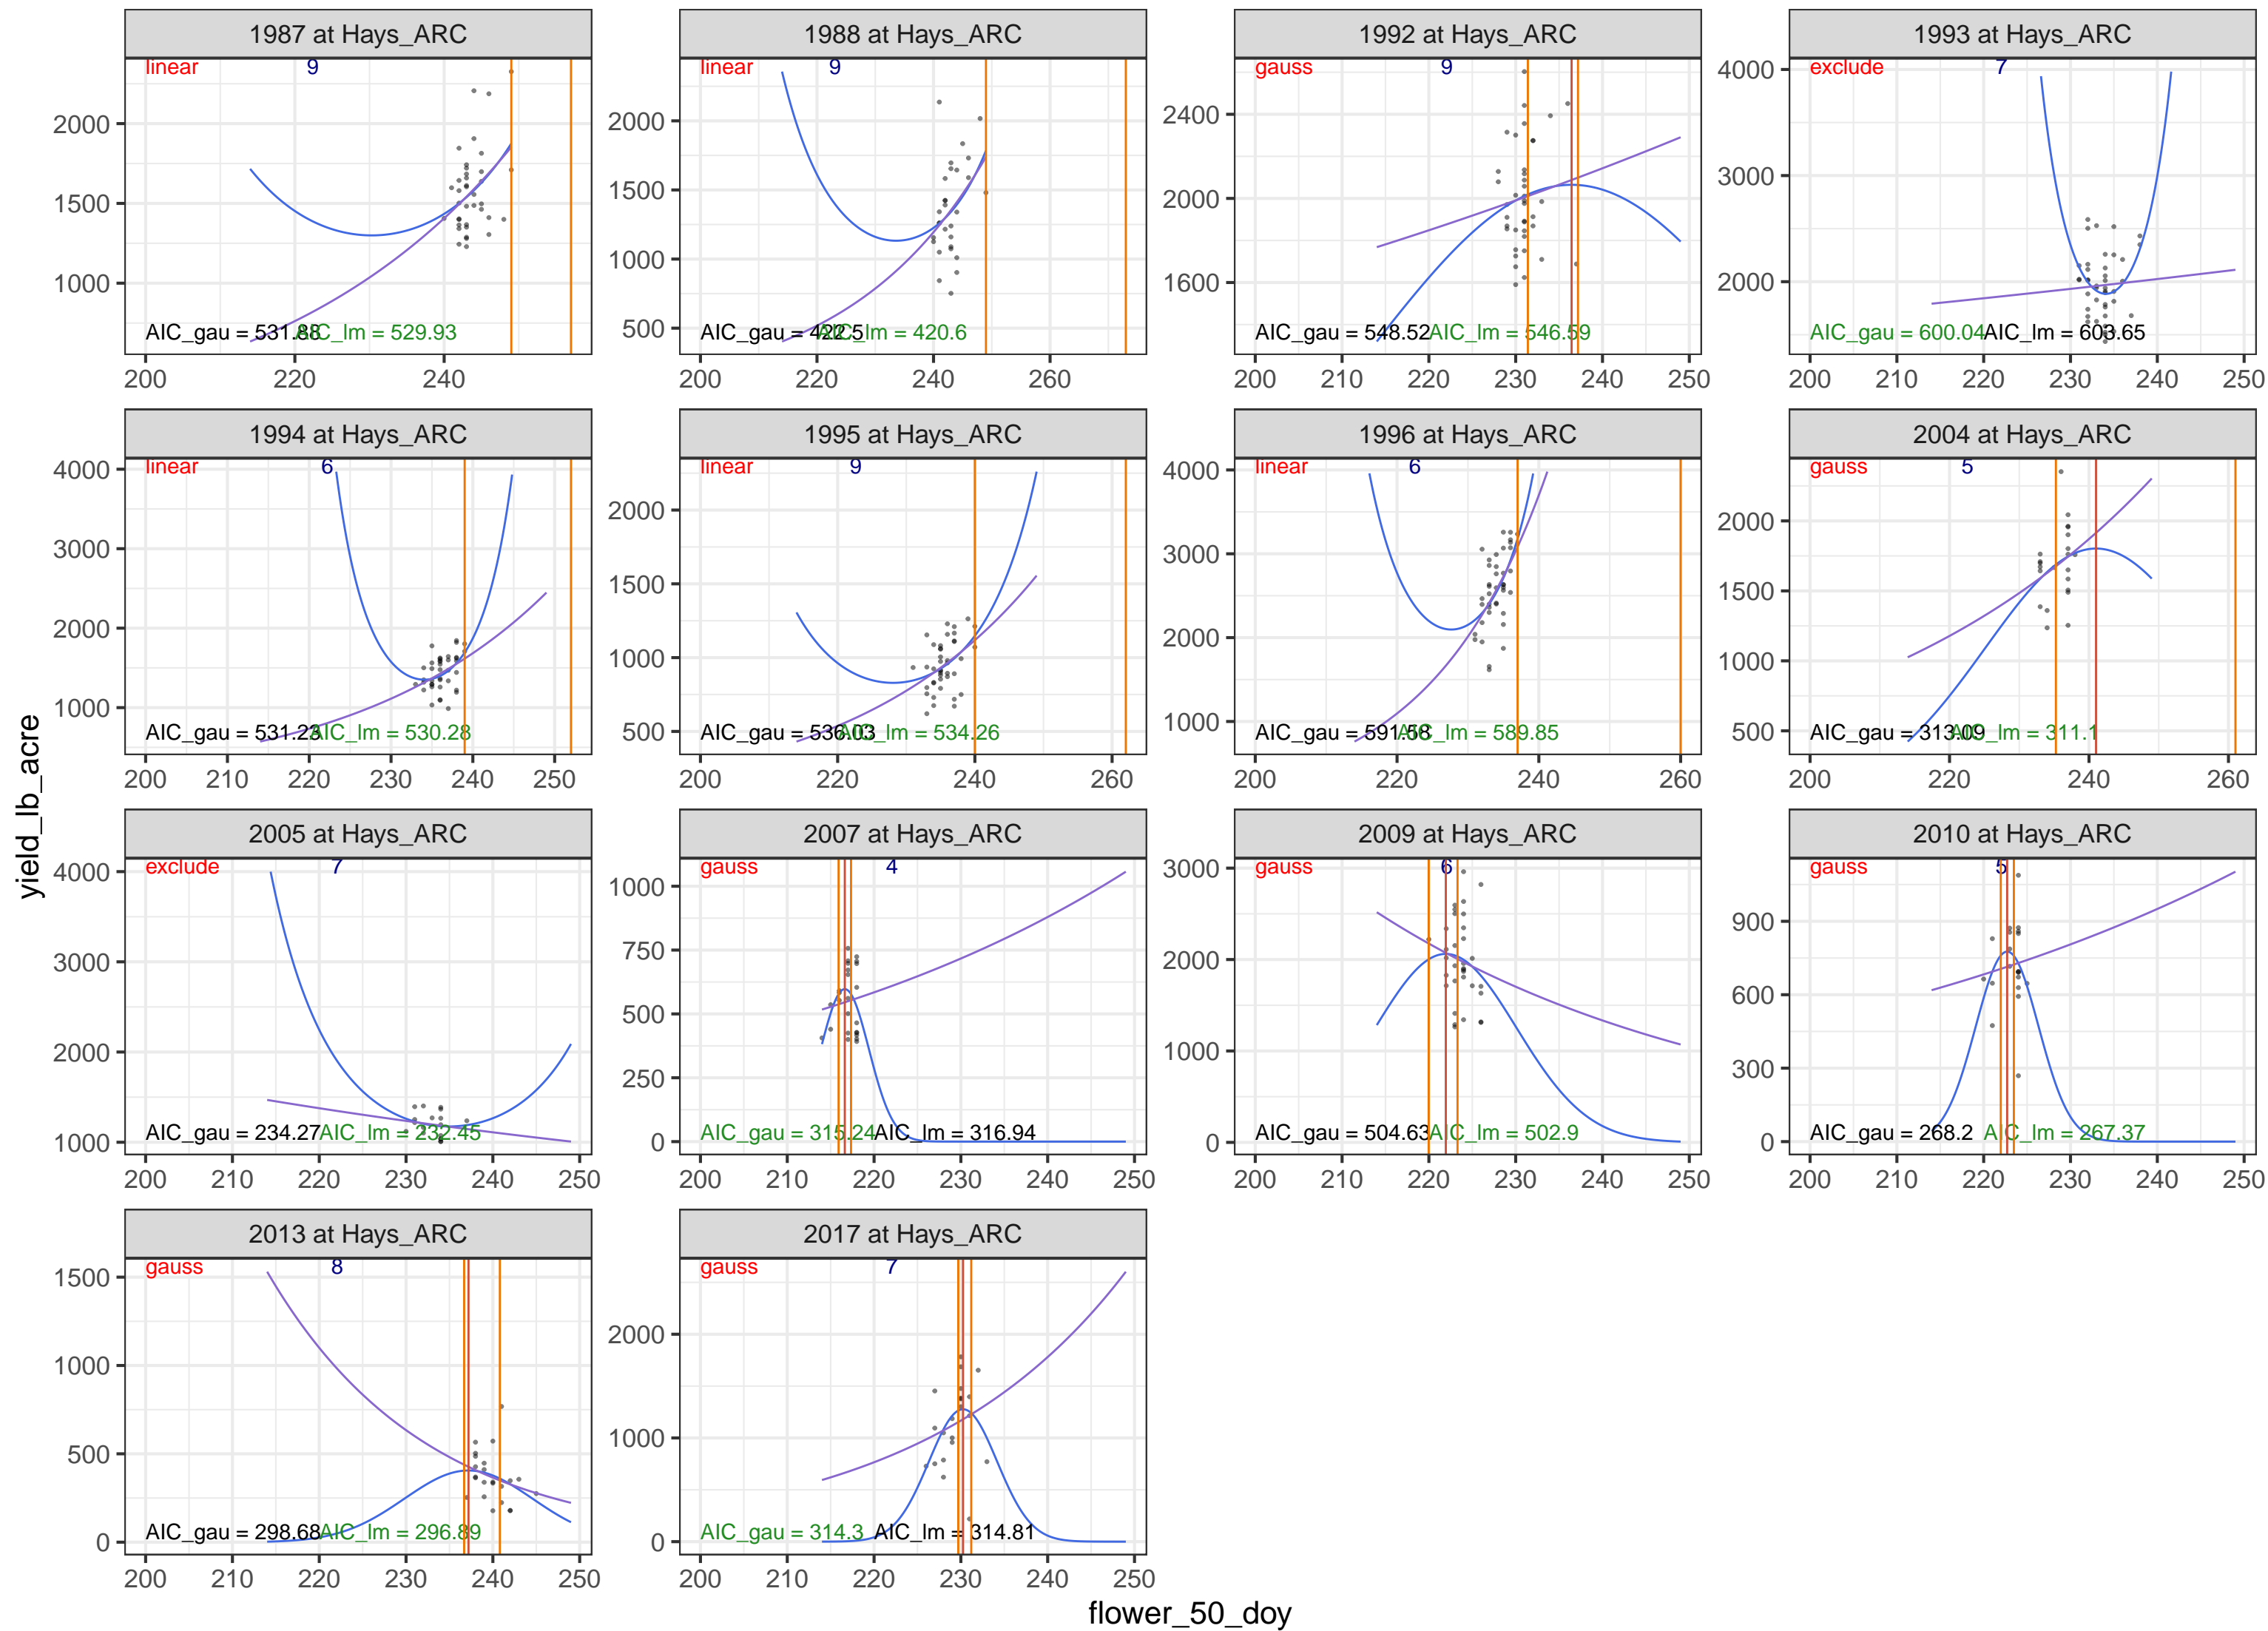 1987 at Hays_ARC
linear 9
2000
1500
1000
AIC_gau = 531.88 AIC_lm = 529.93
200 220 240
1988 at Hays_ARC
linear 9
2000
1500
1000
500
AIC_gau = 422.5 AIC_lm = 420.6
200 220 240 260
1992 at Hays_ARC
gauss 9
2400
2000
1600
AIC_gau = 548.52 AIC_lm = 546.59
200 210 220 230 240 250
1993 at Hays_ARC
exclude 7
4000
3000
2000
AIC_gau = 600.04 AIC_lm = 603.65
200 210 220 230 240 250
1994 at Hays_ARC
linear 6
4000
3000
2000
1000
AIC_gau = 531.23 AIC_lm = 530.28
200 210 220 230 240 250
1995 at Hays_ARC
linear 9
2000
1500
1000
500
AIC_gau = 536.03 AIC_lm = 534.26
200 220 240 260
1996 at Hays_ARC
linear 6
4000
3000
2000
1000
AIC_gau = 591.58 AIC_lm = 589.85
200 220 240 260
2004 at Hays_ARC
gauss 5
2000
1500
1000
500
AIC_gau = 313.09 AIC_lm = 311.1
200 220 240 260
yield_lb_acre
2005 at Hays_ARC
exclude 7
4000
3000
2000
1000
AIC_gau = 234.27 AIC_lm = 232.45
200 210 220 230 240 250
2007 at Hays_ARC
gauss 4
1000
750
500
250
0
AIC_gau = 315.24 AIC_lm = 316.94
200 210 220 230 240 250
2009 at Hays_ARC
gauss 6
3000
2000
1000
0
AIC_gau = 504.63 AIC_lm = 502.9
200 210 220 230 240 250
2010 at Hays_ARC
gauss 5
900
600
300
0
AIC_gau = 268.2 AIC_lm = 267.37
200 210 220 230 240 250
2013 at Hays_ARC
gauss 8
1500
1000
500
0
AIC_gau = 298.68 AIC_lm = 296.89
200 210 220 230 240 250
2017 at Hays_ARC
gauss 7
2000
1000
0
AIC_gau = 314.3 AIC_lm = 314.81
200 210 220 230 240 250
flower_50_doy